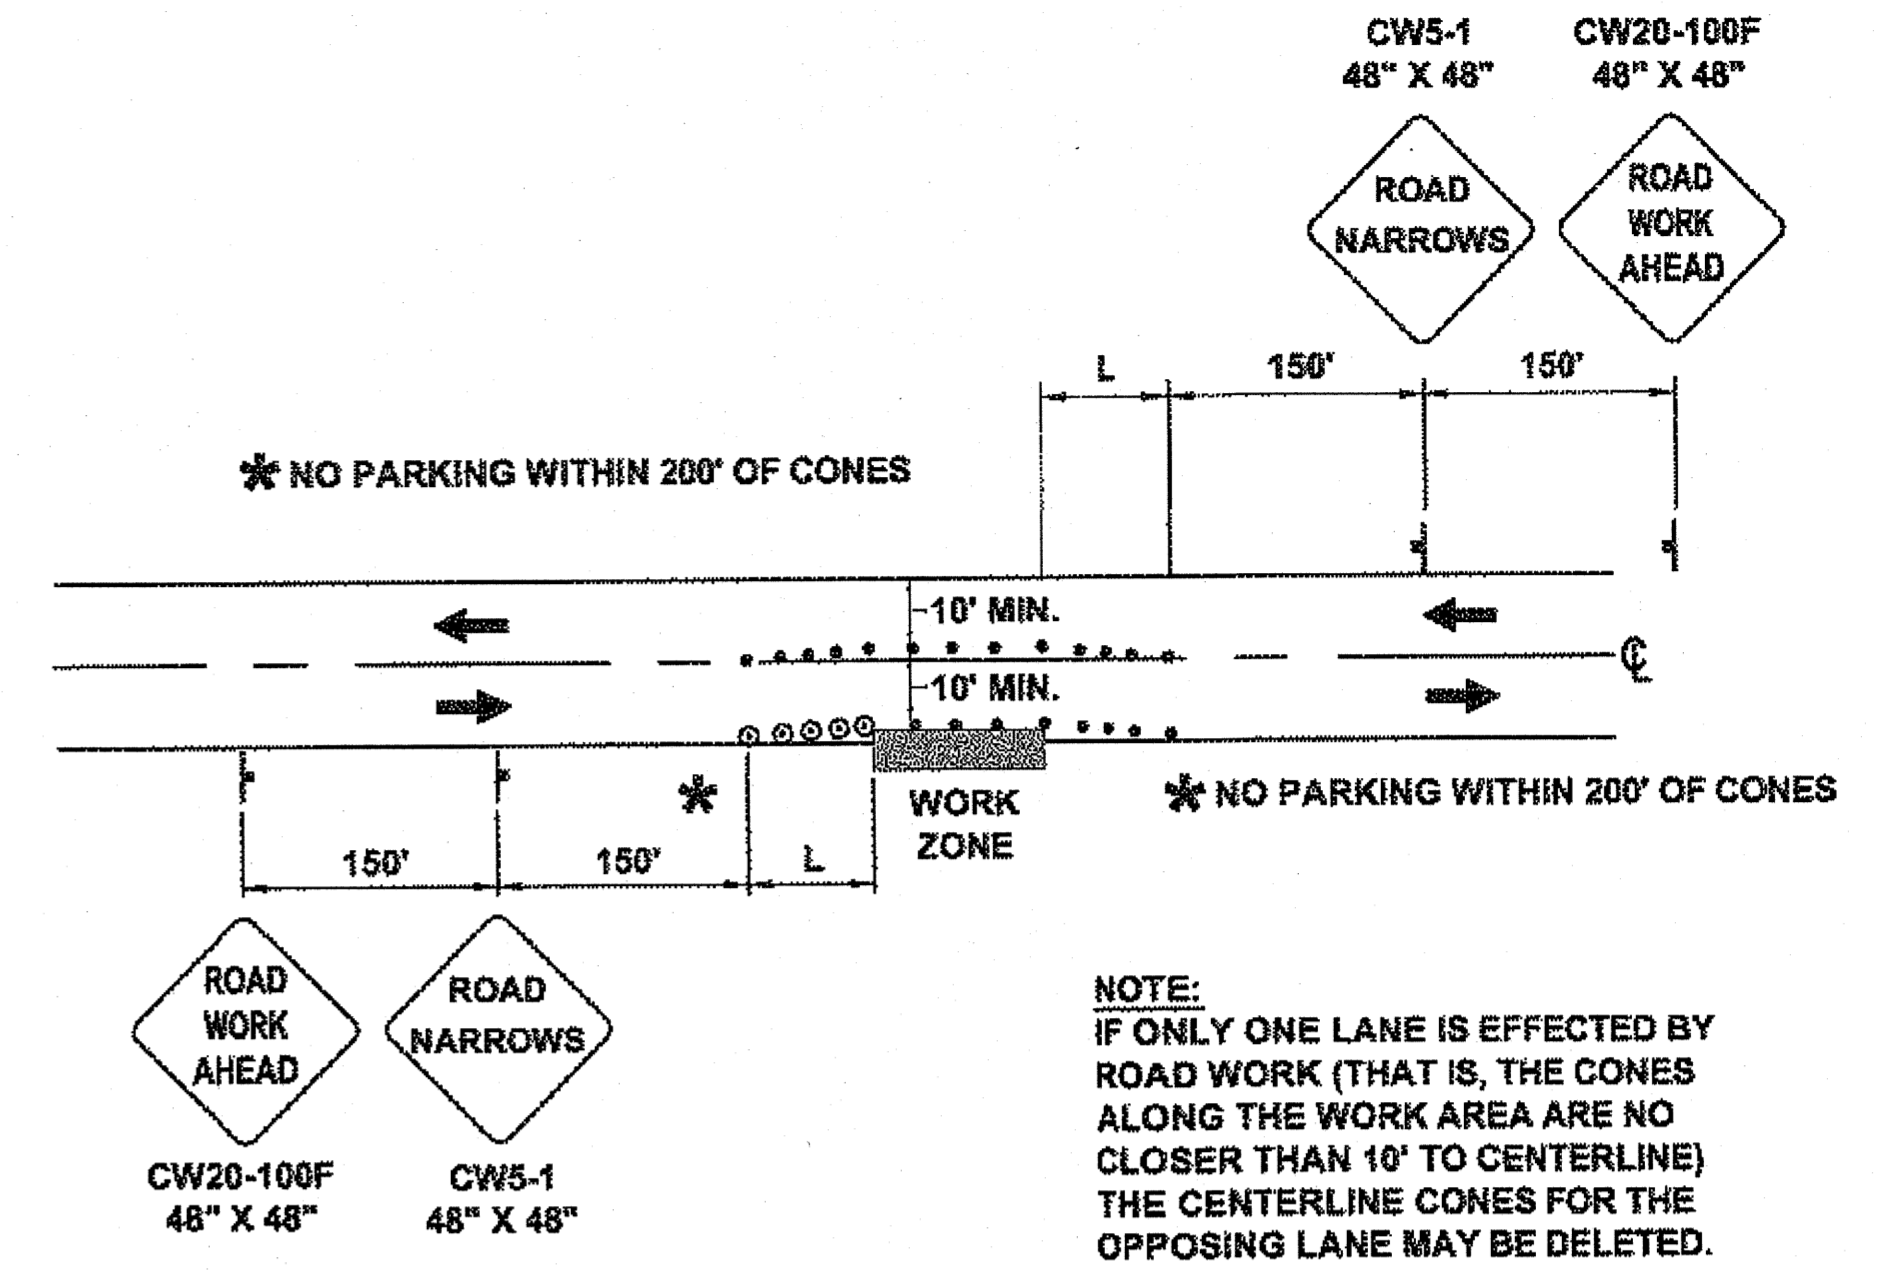 CW5-1
48" X 48"
CW20-100F
48" X 48"
ROAD
NARROWS
ROAD
WORK
AHEAD
L
150'
150'
* NO PARKING WITHIN 200' OF CONES
10' MIN.
℄
10' MIN.
*
WORK
ZONE
* NO PARKING WITHIN 200' OF CONES
150'
150'
L
ROAD
WORK
AHEAD
ROAD
NARROWS
CW20-100F
48" X 48"
CW5-1
48" X 48"
NOTE:
IF ONLY ONE LANE IS EFFECTED BY
ROAD WORK (THAT IS, THE CONES
ALONG THE WORK AREA ARE NO
CLOSER THAN 10' TO CENTERLINE)
THE CENTERLINE CONES FOR THE
OPPOSING LANE MAY BE DELETED.